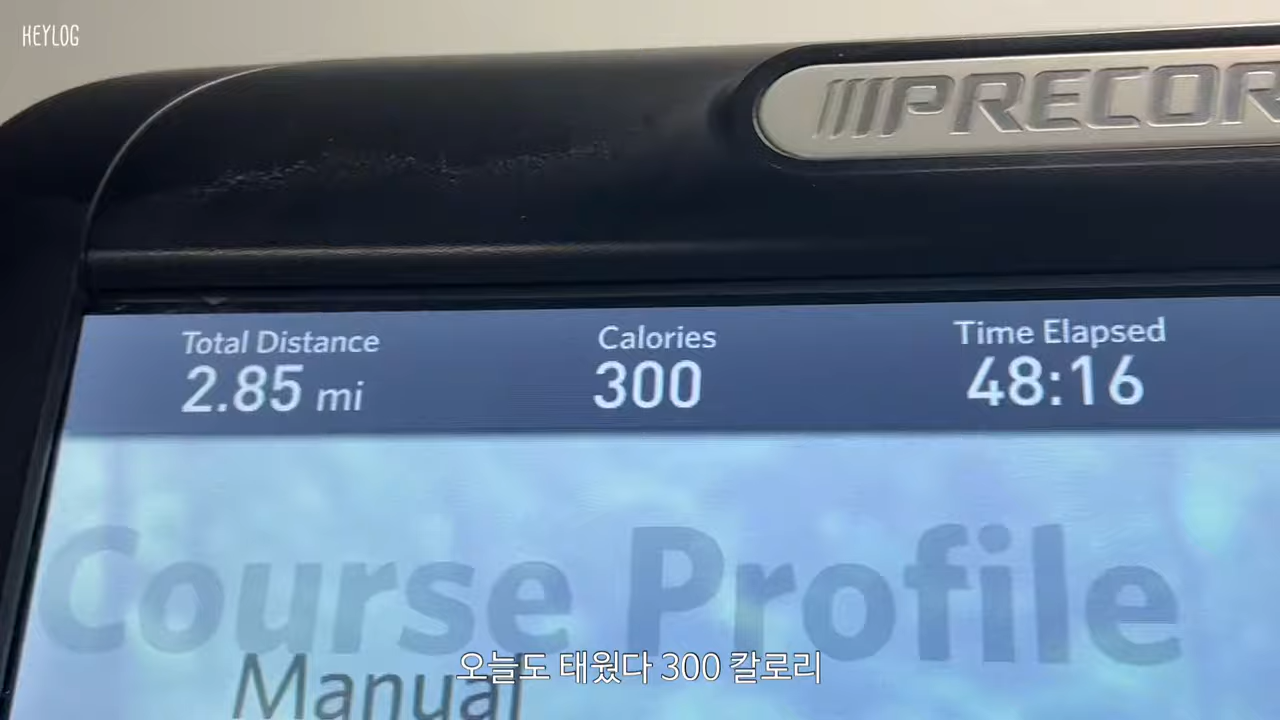 HEYLOG
PRECOR
Total Distance
2.85 mi
Calories
300
Time Elapsed
48:16
Course Profile
Manual
오늘도 태웠다 300 칼로리